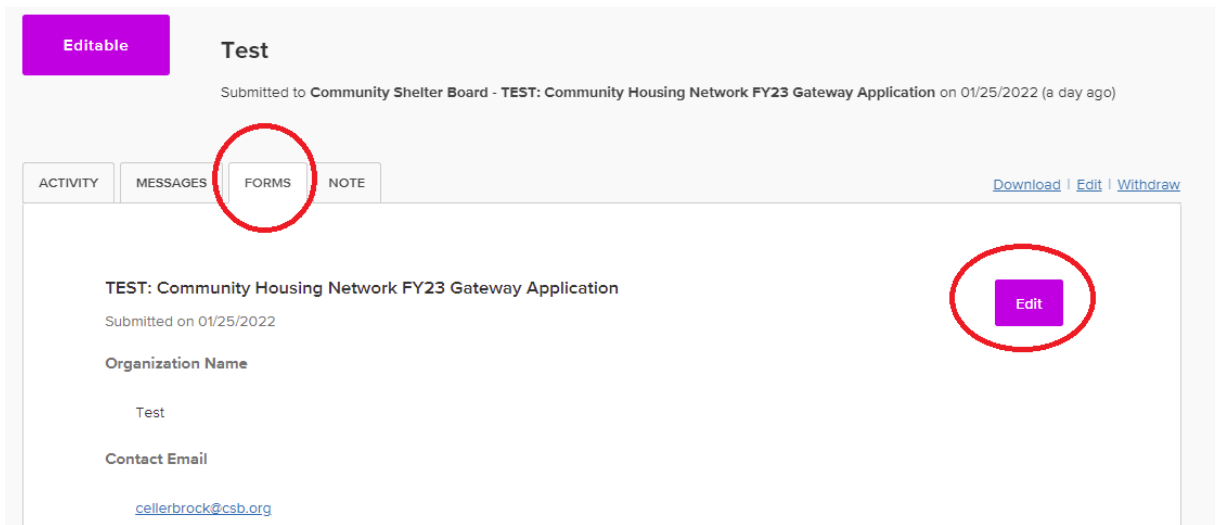 Editable
Test
Submitted to Community Shelter Board - TEST: Community Housing Network FY23 Gateway Application on 01/25/2022 (a day ago)
ACTIVITY MESSAGES FORMS NOTE
Download | Edit | Withdraw
TEST: Community Housing Network FY23 Gateway Application
Edit
Submitted on 01/25/2022
Organization Name
Test
Contact Email
cellerbrock@csb.org